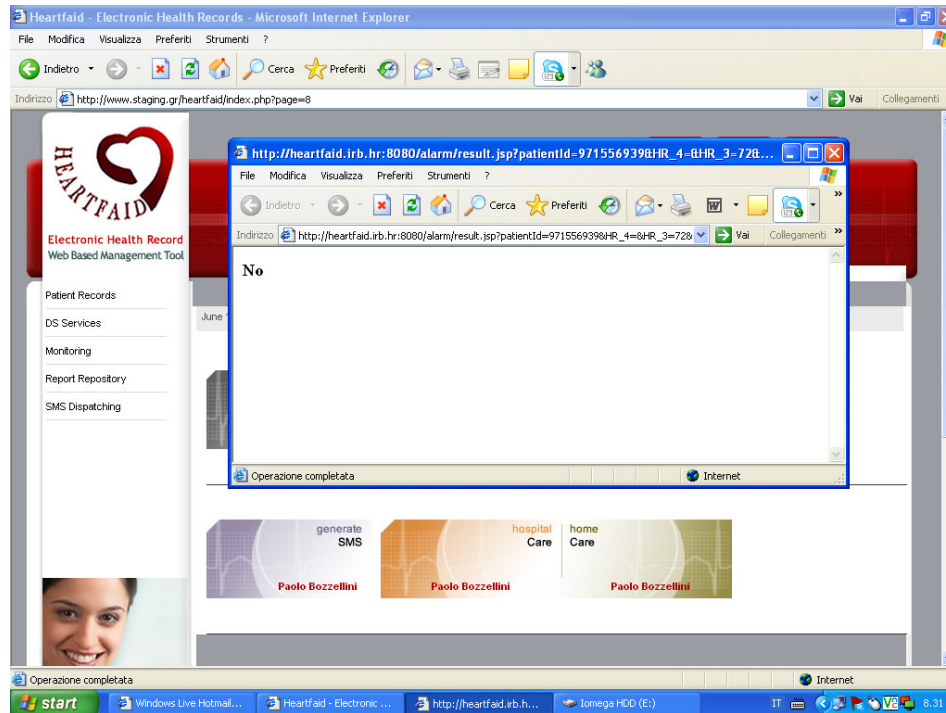 Heartfaid - Electronic Health Records - Microsoft Internet Explorer
File Modifica Visualizza Preferiti Strumenti ?
Indietro Cerca Preferiti
Indirizzo http://www.staging.gr/heartfaid/index.php?page=8 Vai Collegamenti
HEARTFAID
Electronic Health Record
Web Based Management Tool
Patient Records
DS Services
Monitoring
Report Repository
SMS Dispatching
June
http://heartfaid.irb.hr:8080/alarm/result.jsp?patientId=971556939&HR_4=&HR_3=72&...
File Modifica Visualizza Preferiti Strumenti ?
Indietro Cerca Preferiti »
Indirizzo http://heartfaid.irb.hr:8080/alarm/result.jsp?patientId=971556939&HR_4=&HR_3=72& Vai Collegamenti »
No
Operazione completata Internet
generate
SMS
Paolo Bozzellini
hospital
Care
Paolo Bozzellini
home
Care
Paolo Bozzellini
Operazione completata Internet
start Windows Live Hotmail... Heartfaid - Electronic ... http://heartfaid.irb.h... Iomega HDD (E:) IT 8.31